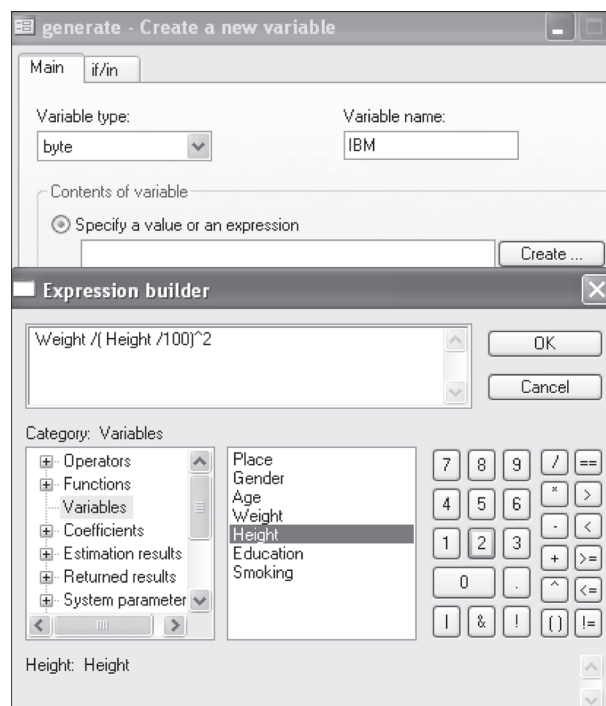 generate - Create a new variable
Main if/in
Variable type: Variable name:
byte IBM
Contents of variable
Specify a value or an expression
Create ...
Expression builder
Weight /( Height /100)^2
OK
Cancel
Category: Variables
Operators
Functions
Variables
Coefficients
Estimation results
Returned results
System parameter
Place
Gender
Age
Weight
Height
Education
Smoking
7 8 9 / ==
4 5 6 * >
1 2 3 - <
+ >=
0 . ^ <=
| & ! () !=
Height: Height